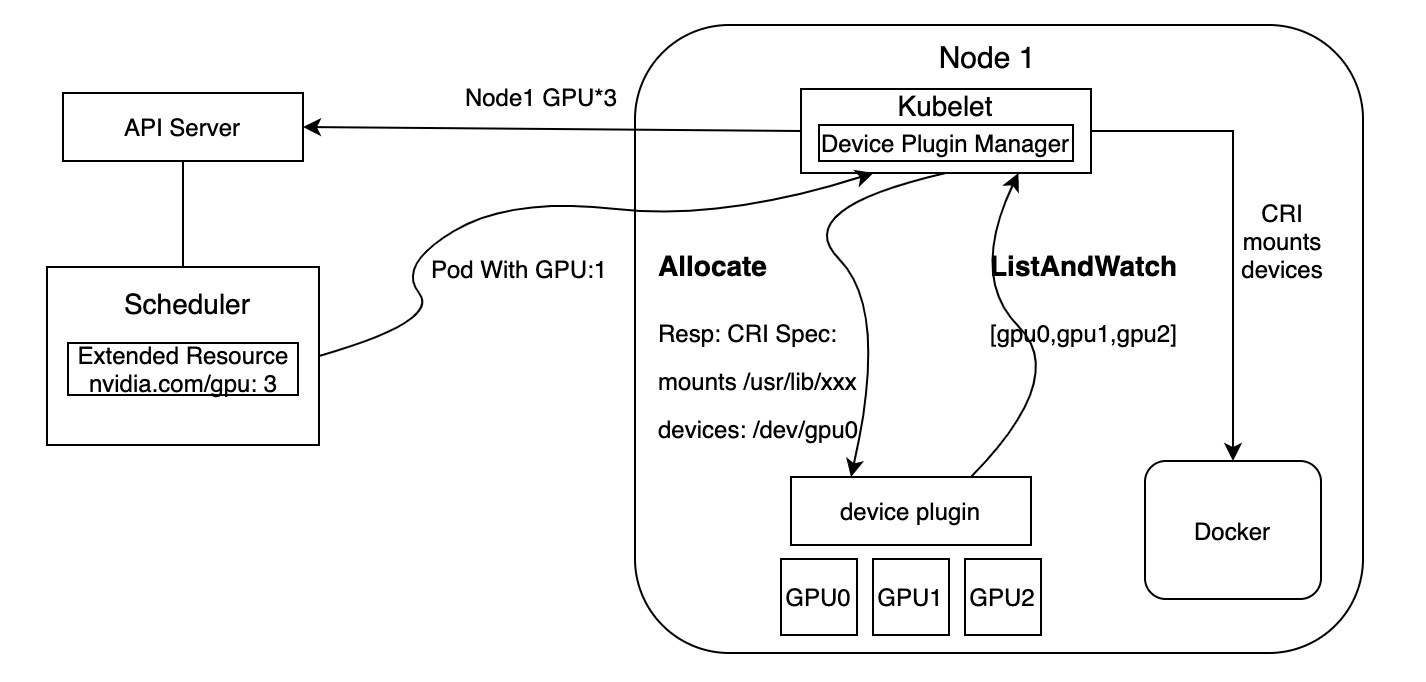 Node 1
Node1 GPU*3
Kubelet
API Server
Device Plugin Manager
CRI
mounts
devices
Pod With GPU:1
Allocate
ListAndWatch
Scheduler
Resp: CRI Spec:
[gpu0,gpu1,gpu2]
Extended Resource
nvidia.com/gpu: 3
mounts /usr/lib/xxx
devices: /dev/gpu0
device plugin
Docker
GPU0
GPU1
GPU2